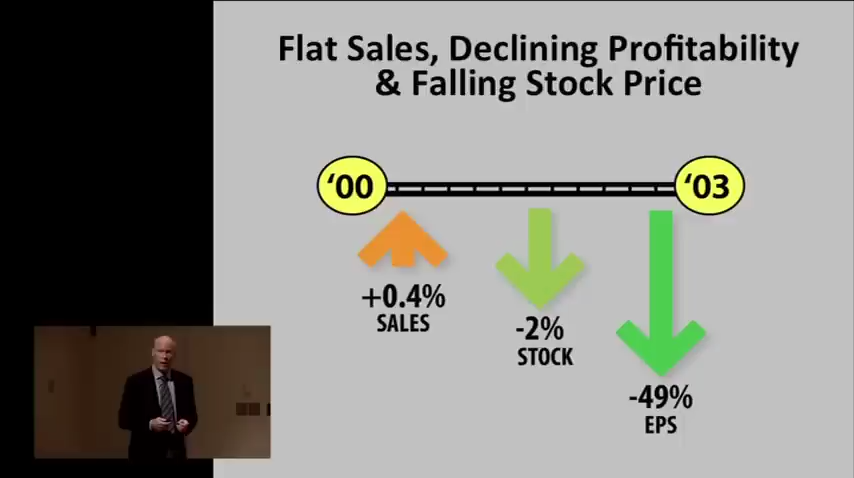 Flat Sales, Declining Profitability
& Falling Stock Price
‘00
‘03
+0.4%
SALES
-2%
STOCK
-49%
EPS